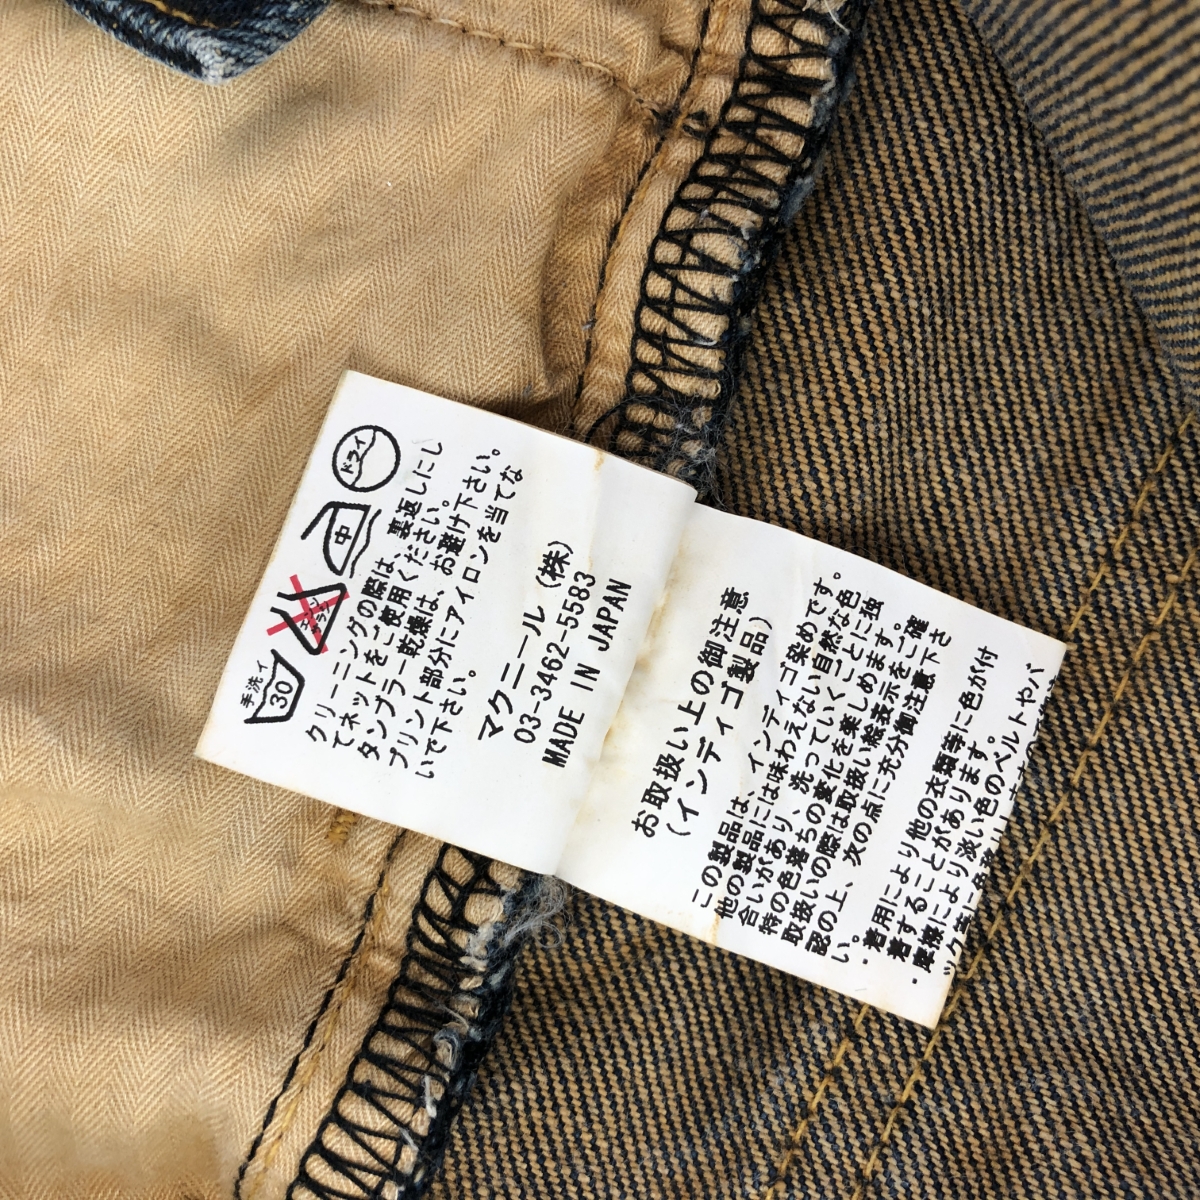 手洗イ
30
エンソ
サラシ
中
ドライ
クリーニングの際は、裏返しにし
てネットをご使用ください。
タンブラー乾燥は、お避け下さい。
プリント部分にアイロンを当てな
いで下さい。
マクニール(株)
03-3462-5583
MADE IN JAPAN
お取扱い上の御注意
(インディゴ製品)
この製品は、インディゴ染めです。
他の製品には味わえない自然な色
合いがあり、洗っていくごとに独
特の色落ちの変化を楽しめます。
取扱いの際は取扱い絵表示をご確
認の上、次の点に充分御注意下さ
い。
・着用により他の衣類等に色が付
着することがあります。
・摩擦により淡い色のベルトやバ
ック